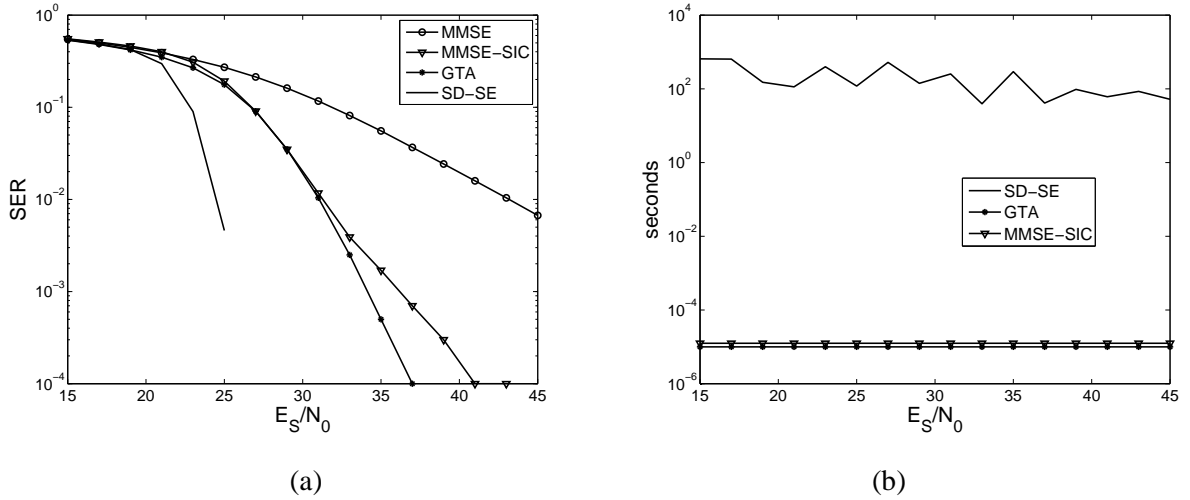 10^0
10^-1
10^-2
10^-3
10^-4
SER
15
20
25
30
35
40
45
E_S/N_0
MMSE
MMSE-SIC
GTA
SD-SE
(a)
10^4
10^2
10^0
10^-2
10^-4
10^-6
seconds
15
20
25
30
35
40
45
E_S/N_0
SD-SE
GTA
MMSE-SIC
(b)